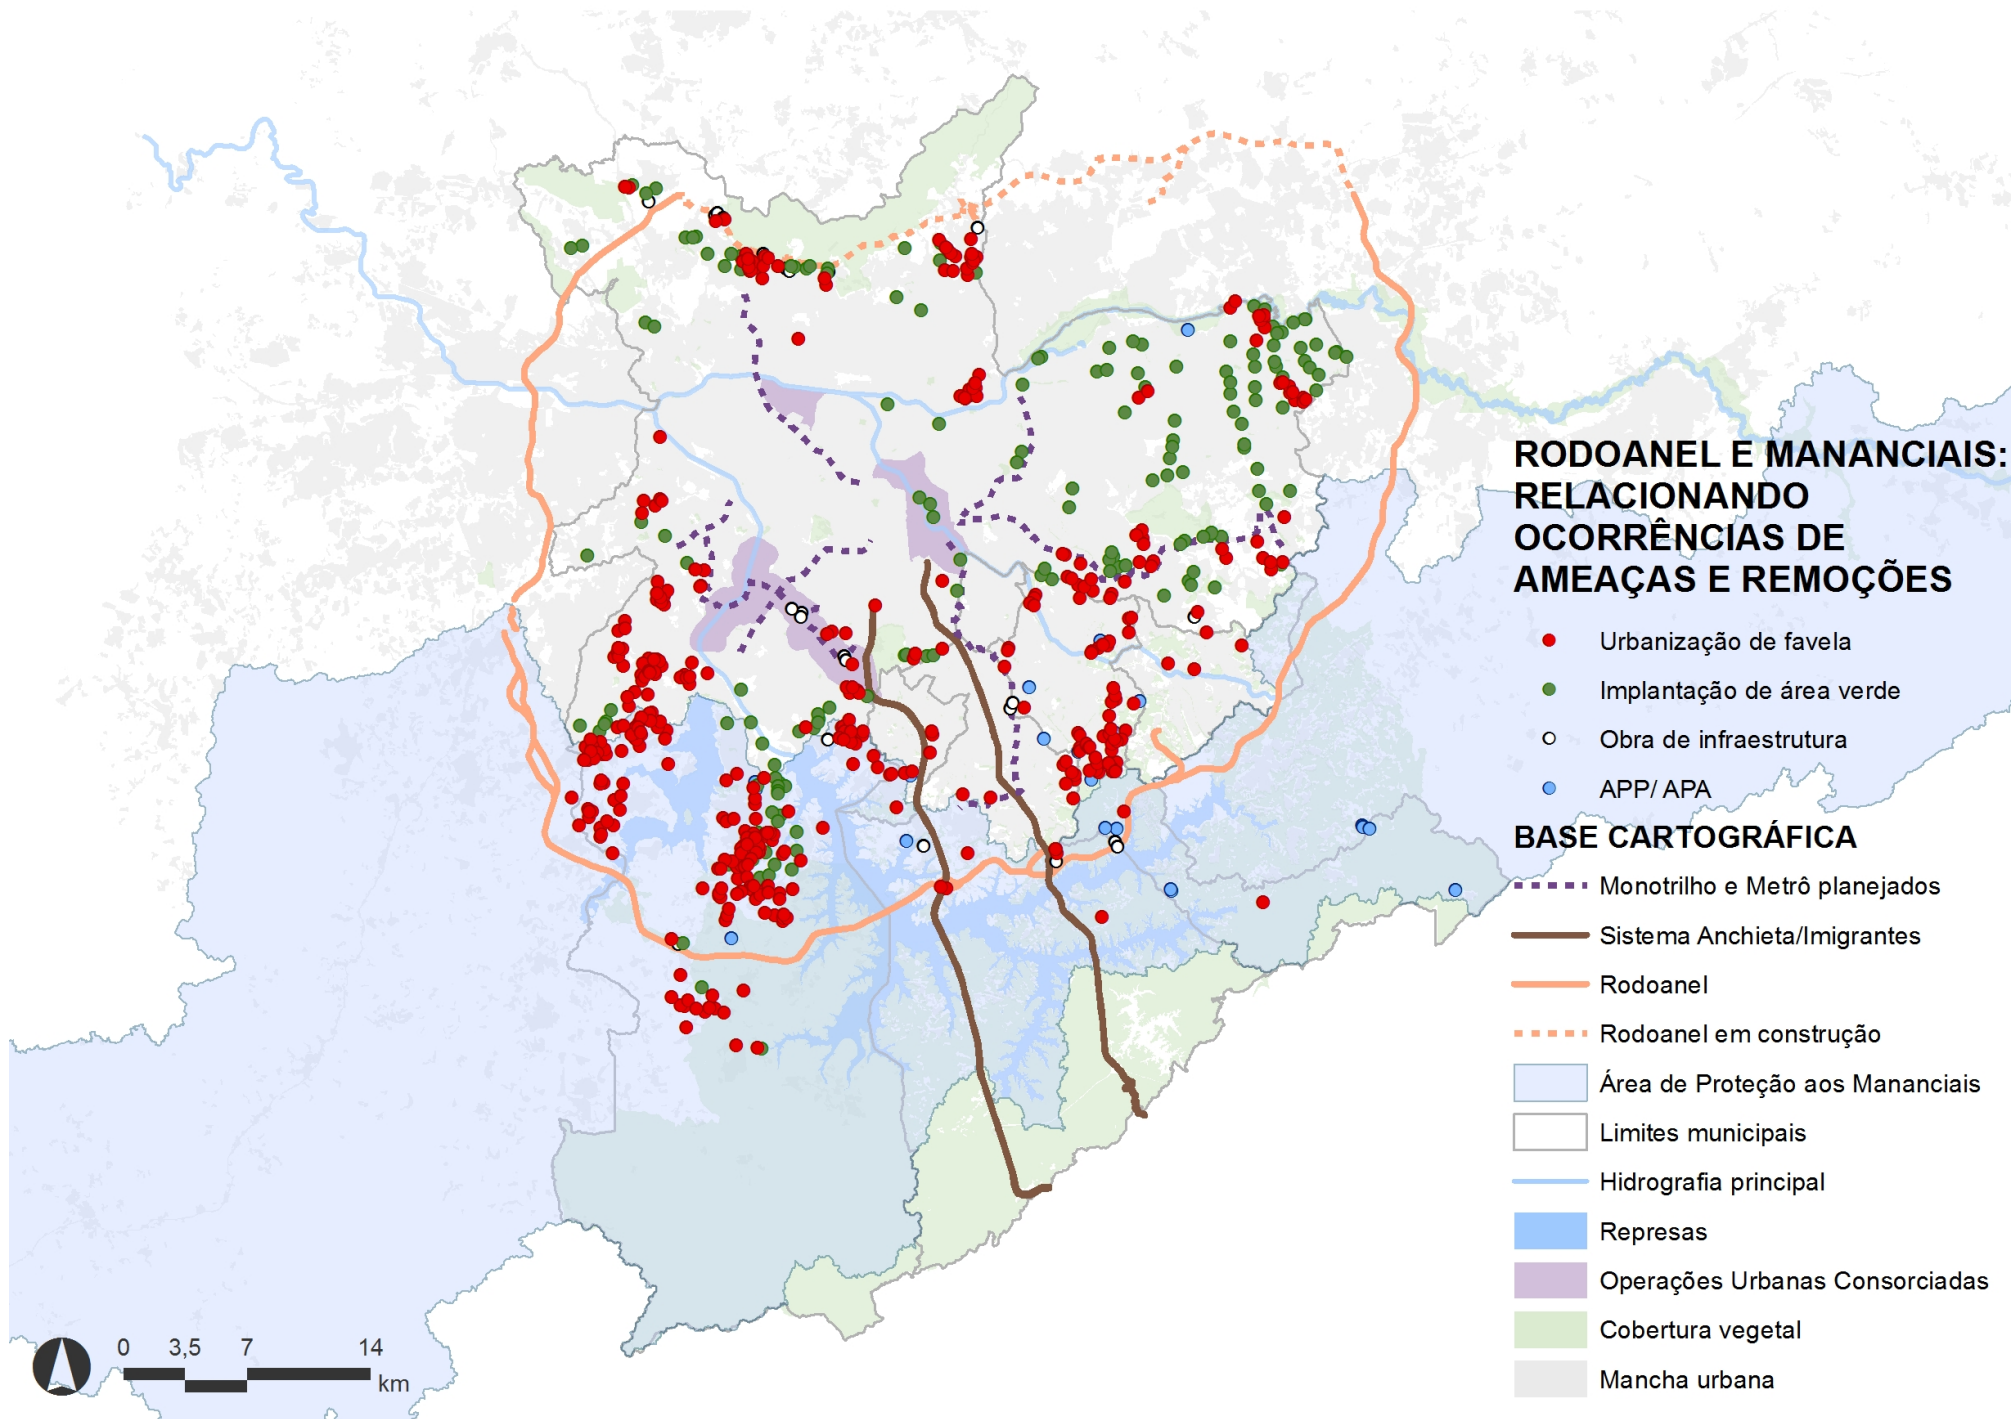 RODOANEL E MANANCIAIS:
RELACIONANDO
OCORRÊNCIAS DE
AMEAÇAS E REMOÇÕES
Urbanização de favela
Implantação de área verde
Obra de infraestrutura
APP/ APA
BASE CARTOGRÁFICA
Monotrilho e Metrô planejados
Sistema Anchieta/Imigrantes
Rodoanel
Rodoanel em construção
Área de Proteção aos Mananciais
Limites municipais
Hidrografia principal
Represas
Operações Urbanas Consorciadas
Cobertura vegetal
Mancha urbana
0 3,5 7 14
km